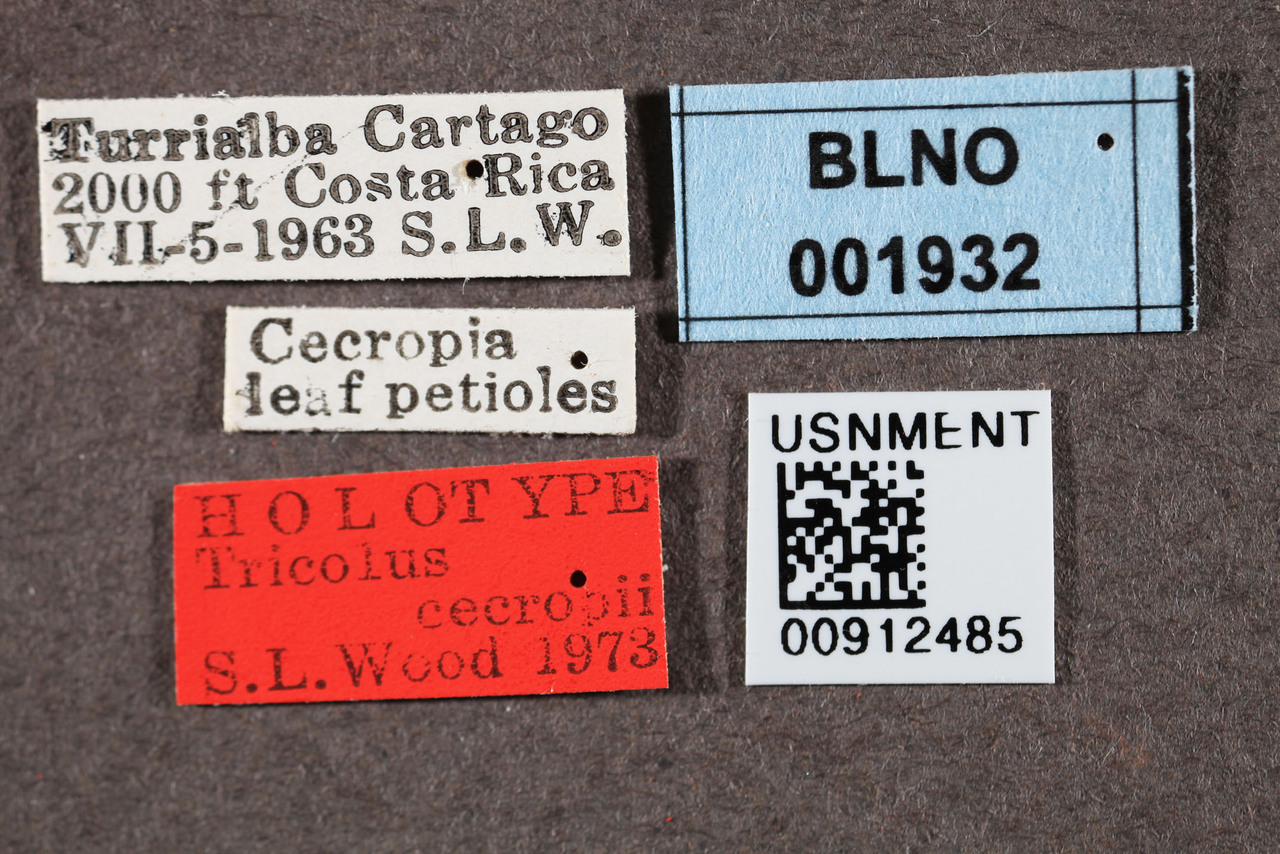 Turrialba Cartago
2000 ft Costa Rica
VII-5-1963 S.L.W.
Cecropia
leaf petioles
HOLOTYPE
Tricolus
cecropii
S.L.Wood 1973
BLNO
001932
USNMENT
00912485